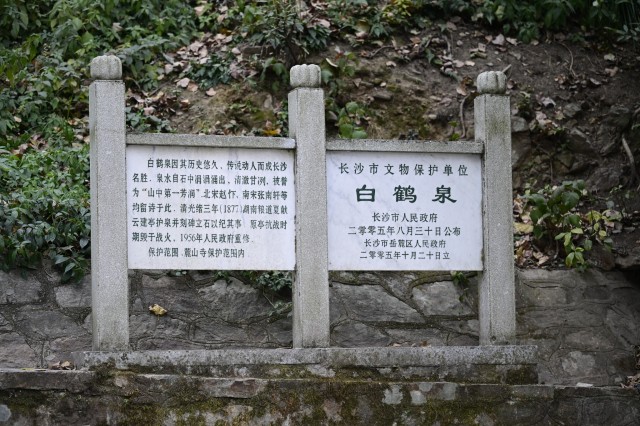 白鹤泉因其历史悠久、传说动人而成长沙
名胜。泉水自石中涓涓涌出，清澈甘洌，被誉
为“山中第一芳润”。北宋赵忭、南宋张南轩等
均留诗于此。清光绪三年（1877）湖南粮道夏献
云建亭护泉并刻碑立石以纪其事。原亭抗战时
期毁于战火，1956年人民政府重修。
保护范围：麓山寺保护范围内
长沙市文物保护单位
白鹤泉
长沙市人民政府
二零零五年八月三十日公布
长沙市岳麓区人民政府
二零零五年十月二十日立